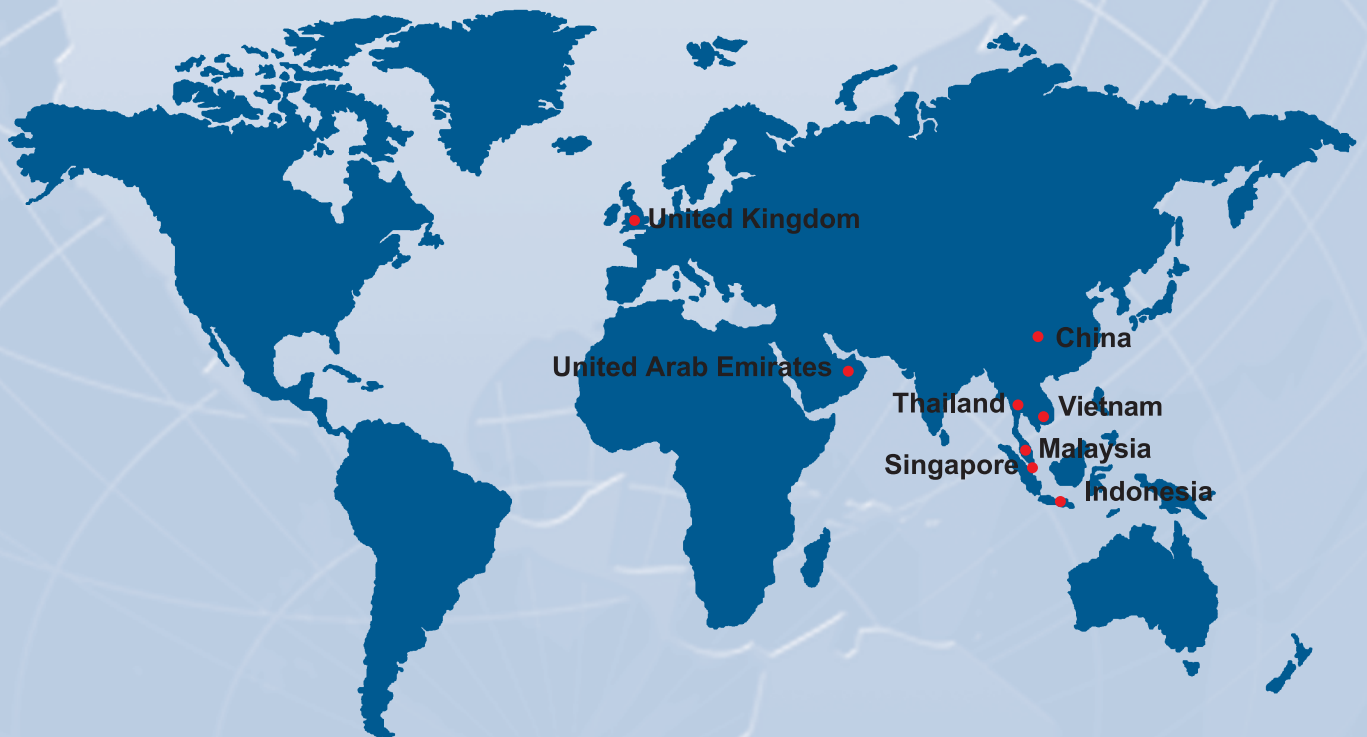 United Kingdom
China
United Arab Emirates
Thailand
Vietnam
Malaysia
Singapore
Indonesia